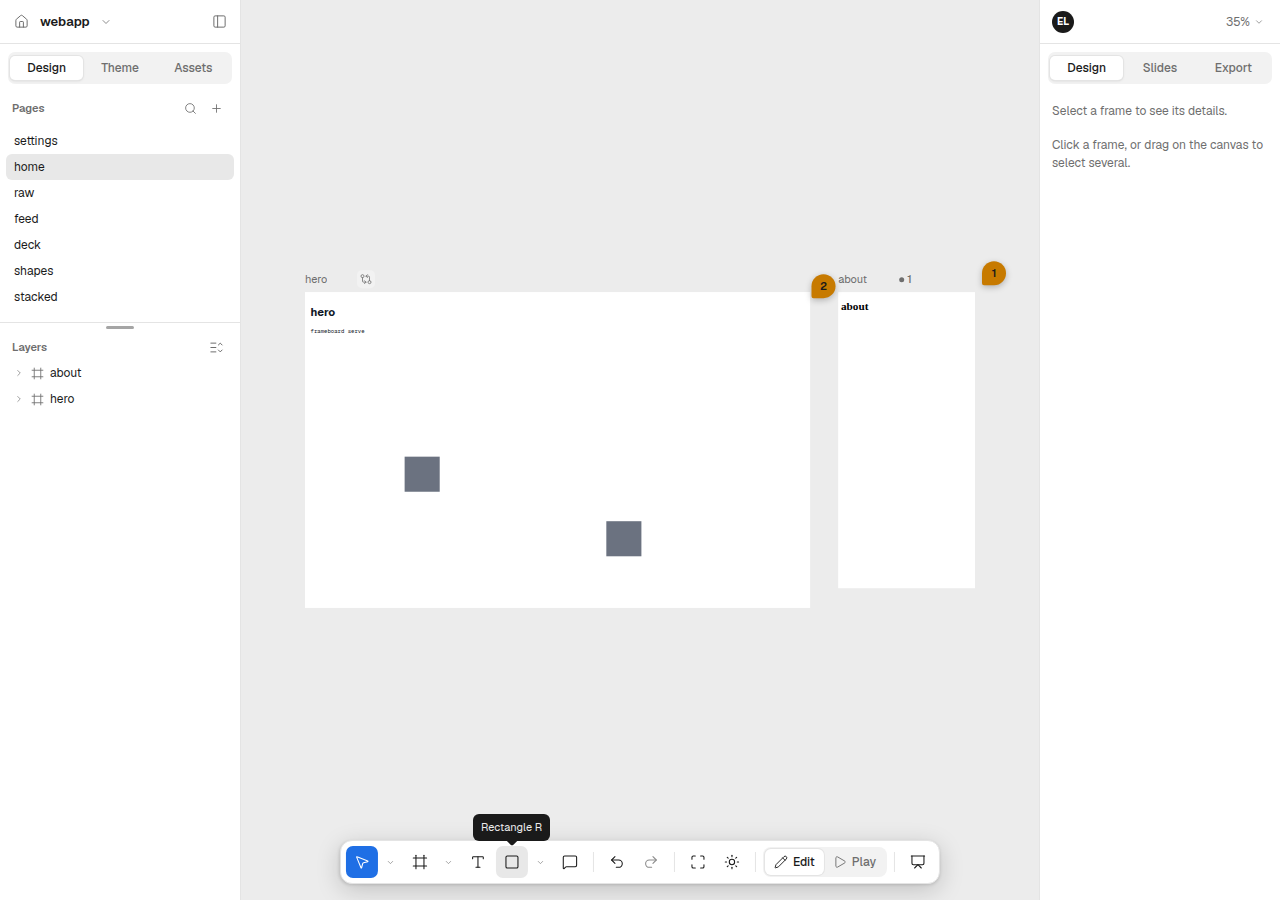 webapp
Design
Theme
Assets
Pages
settings
home
raw
feed
deck
shapes
stacked
Layers
about
hero
hero
2
about
1
1
hero
frameboard serve
about
Rectangle R
Edit
Play
EL
35%
Design
Slides
Export
Select a frame to see its details.
Click a frame, or drag on the canvas to
select several.